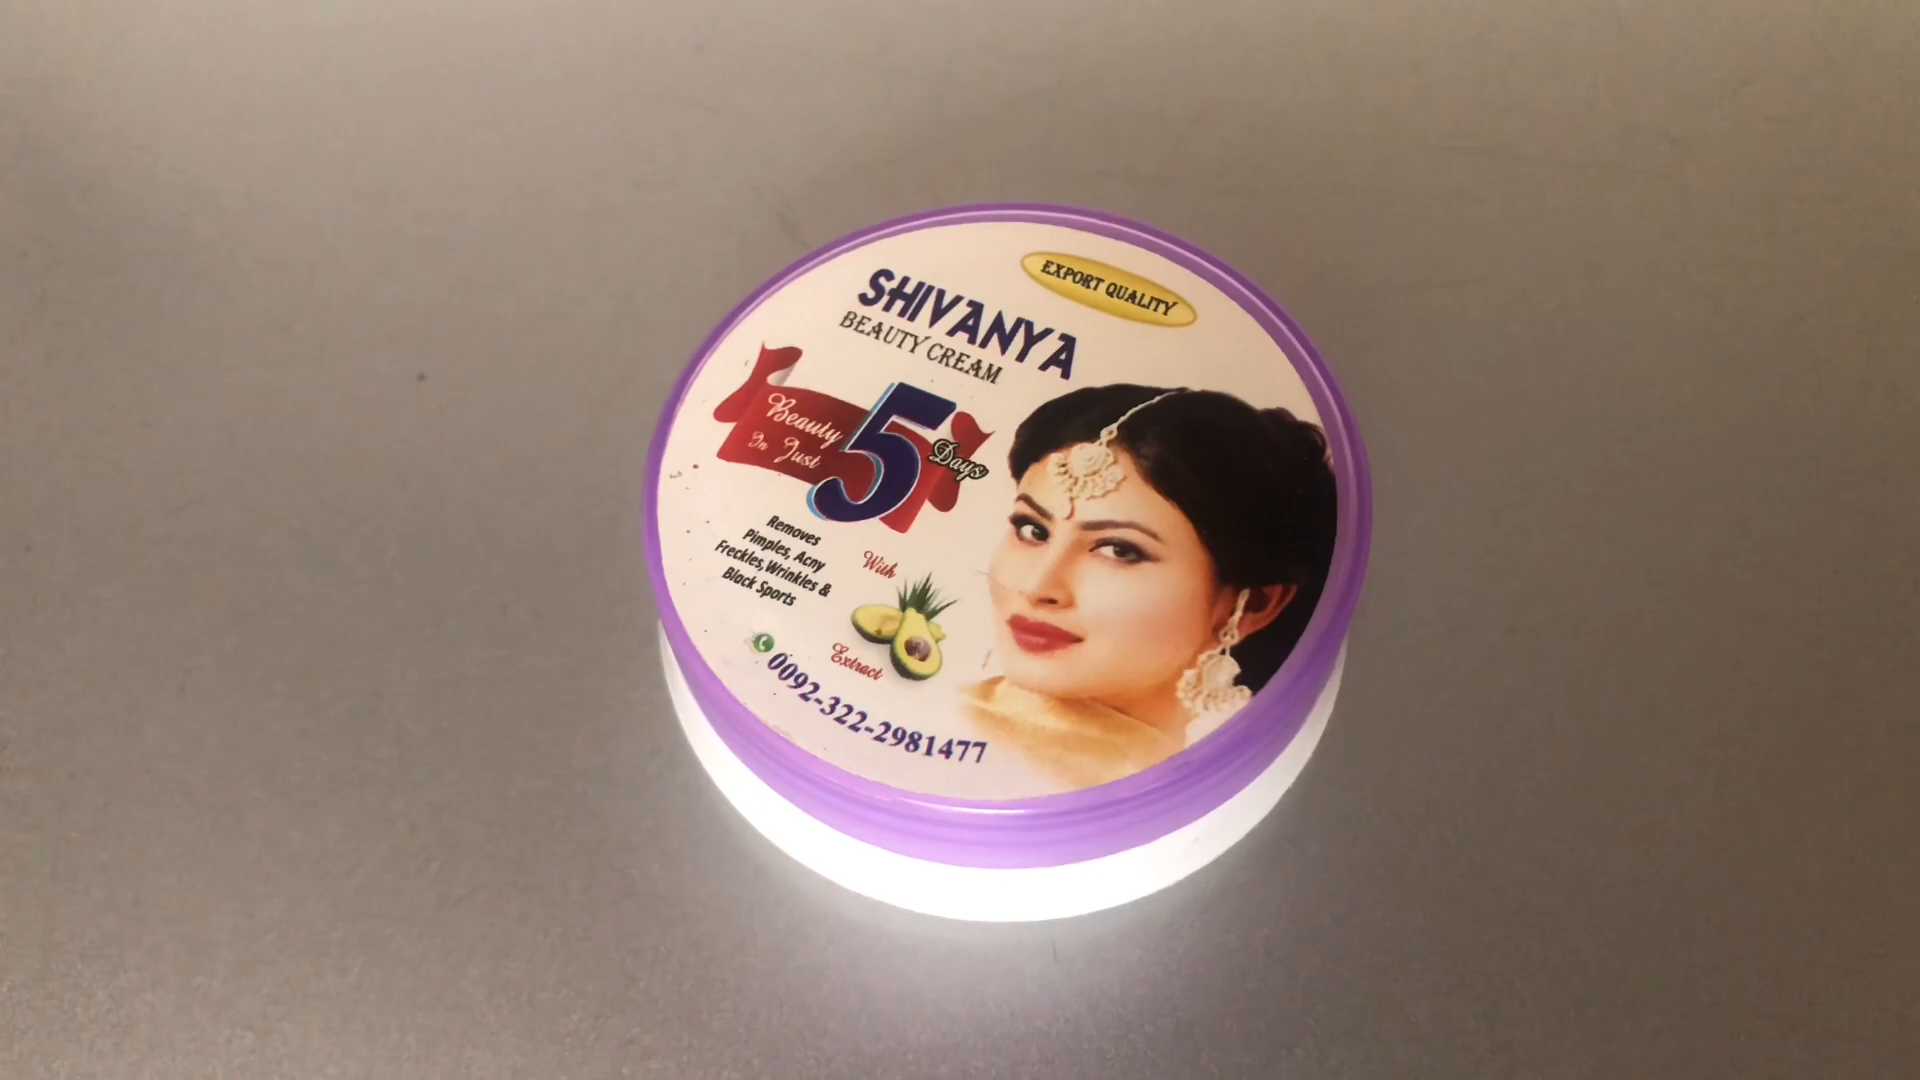 EXPORT QUALITY
SHIVANYA
BEAUTY CREAM
Beauty
In Just
5
Days
Removes
Pimples, Acny
Freckles, Wrinkles &
Black Sports
With
Extract
0092-322-2981477